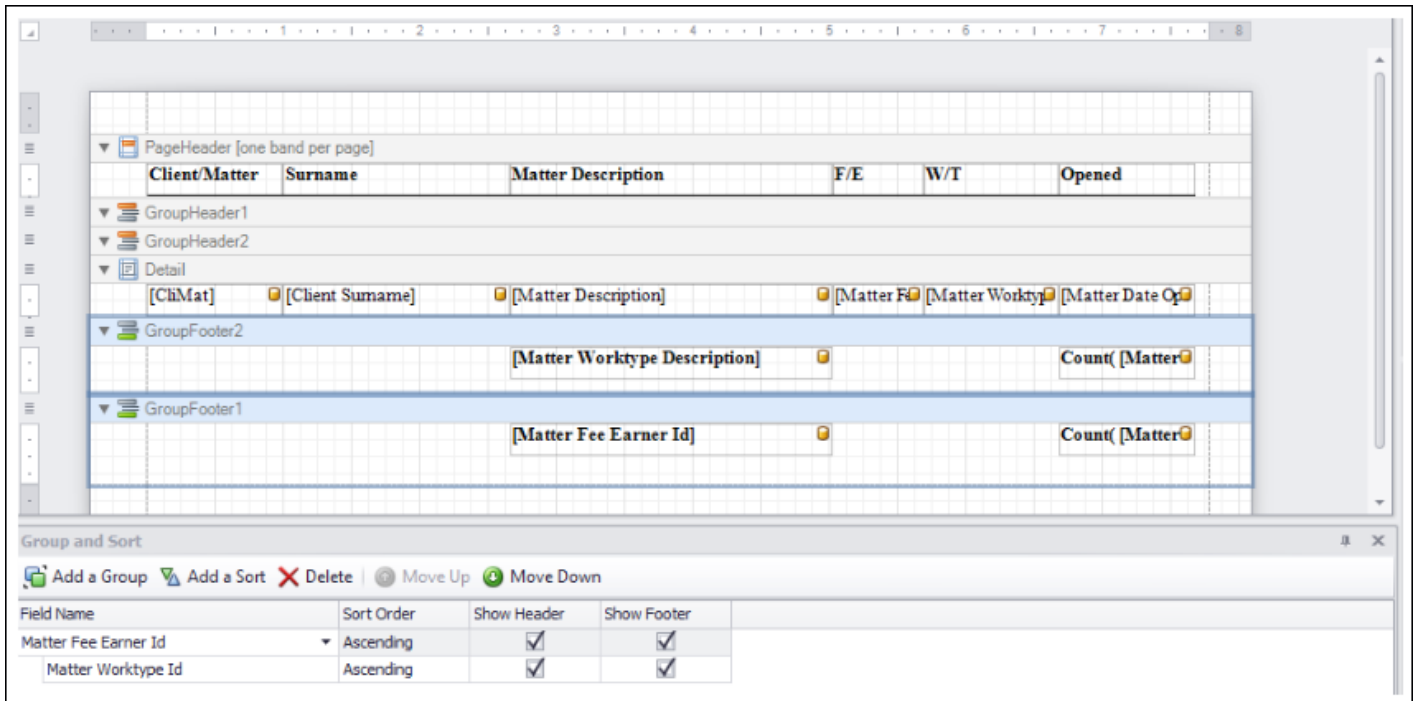 1 2 3 4 5 6 7 8
PageHeader [one band per page]
Client/Matter Surname Matter Description F/E W/T Opened
GroupHeader1
GroupHeader2
Detail
[CliMat] [Client Surname] [Matter Description] [Matter Fe [Matter Worktyp [Matter Date Op
GroupFooter2
[Matter Worktype Description] Count( [Matter
GroupFooter1
[Matter Fee Earner Id] Count( [Matter
Group and Sort
Add a Group Add a Sort Delete Move Up Move Down
Field Name Sort Order Show Header Show Footer
Matter Fee Earner Id Ascending
Matter Worktype Id Ascending